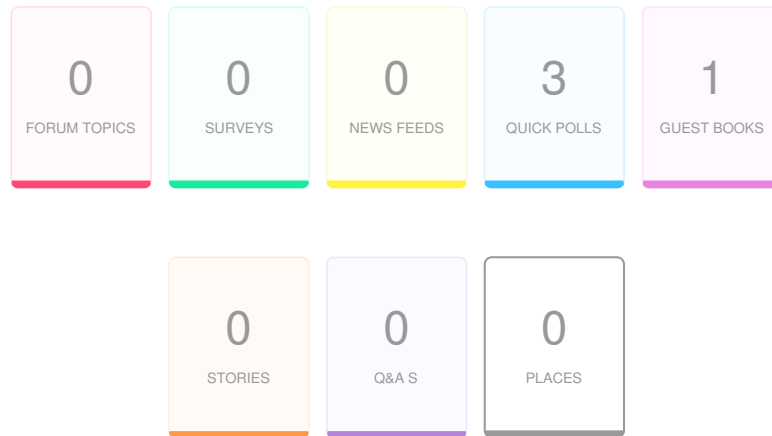 0 0 0 3 1
FORUM TOPICS SURVEYS NEWS FEEDS QUICK POLLS GUEST BOOKS
0 0 0
STORIES Q&A S PLACES